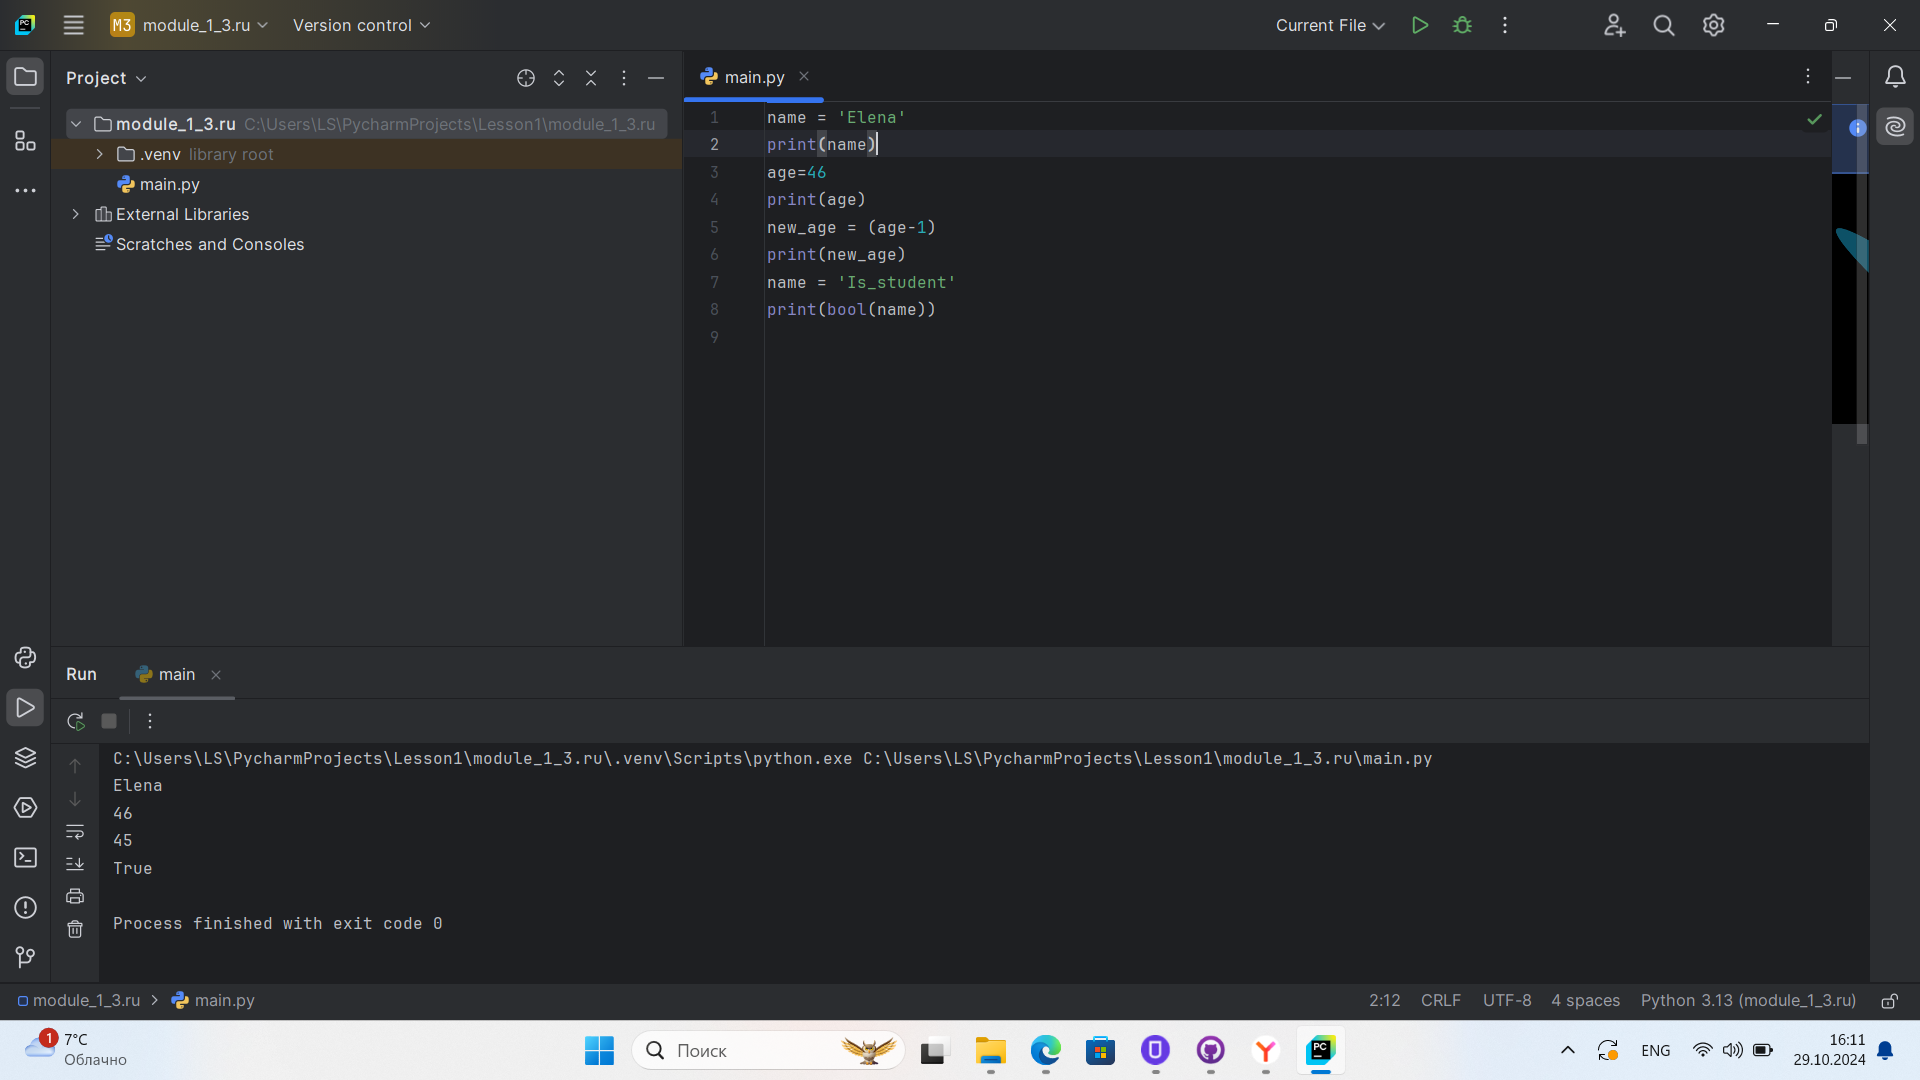 M3 module_1_3.ru Version control Current File
Project
main.py
module_1_3.ru C:\Users\LS\PycharmProjects\Lesson1\module_1_3.ru
.venv library root
main.py
External Libraries
Scratches and Consoles
1 name = 'Elena'
2 print(name)
3 age=46
4 print(age)
5 new_age = (age-1)
6 print(new_age)
7 name = 'Is_student'
8 print(bool(name))
9
Run main
C:\Users\LS\PycharmProjects\Lesson1\module_1_3.ru\.venv\Scripts\python.exe C:\Users\LS\PycharmProjects\Lesson1\module_1_3.ru\main.py
Elena
46
45
True
Process finished with exit code 0
module_1_3.ru > main.py 2:12 CRLF UTF-8 4 spaces Python 3.13 (module_1_3.ru)
1 7°C
Облачно
Поиск
PC
ENG
16:11
29.10.2024